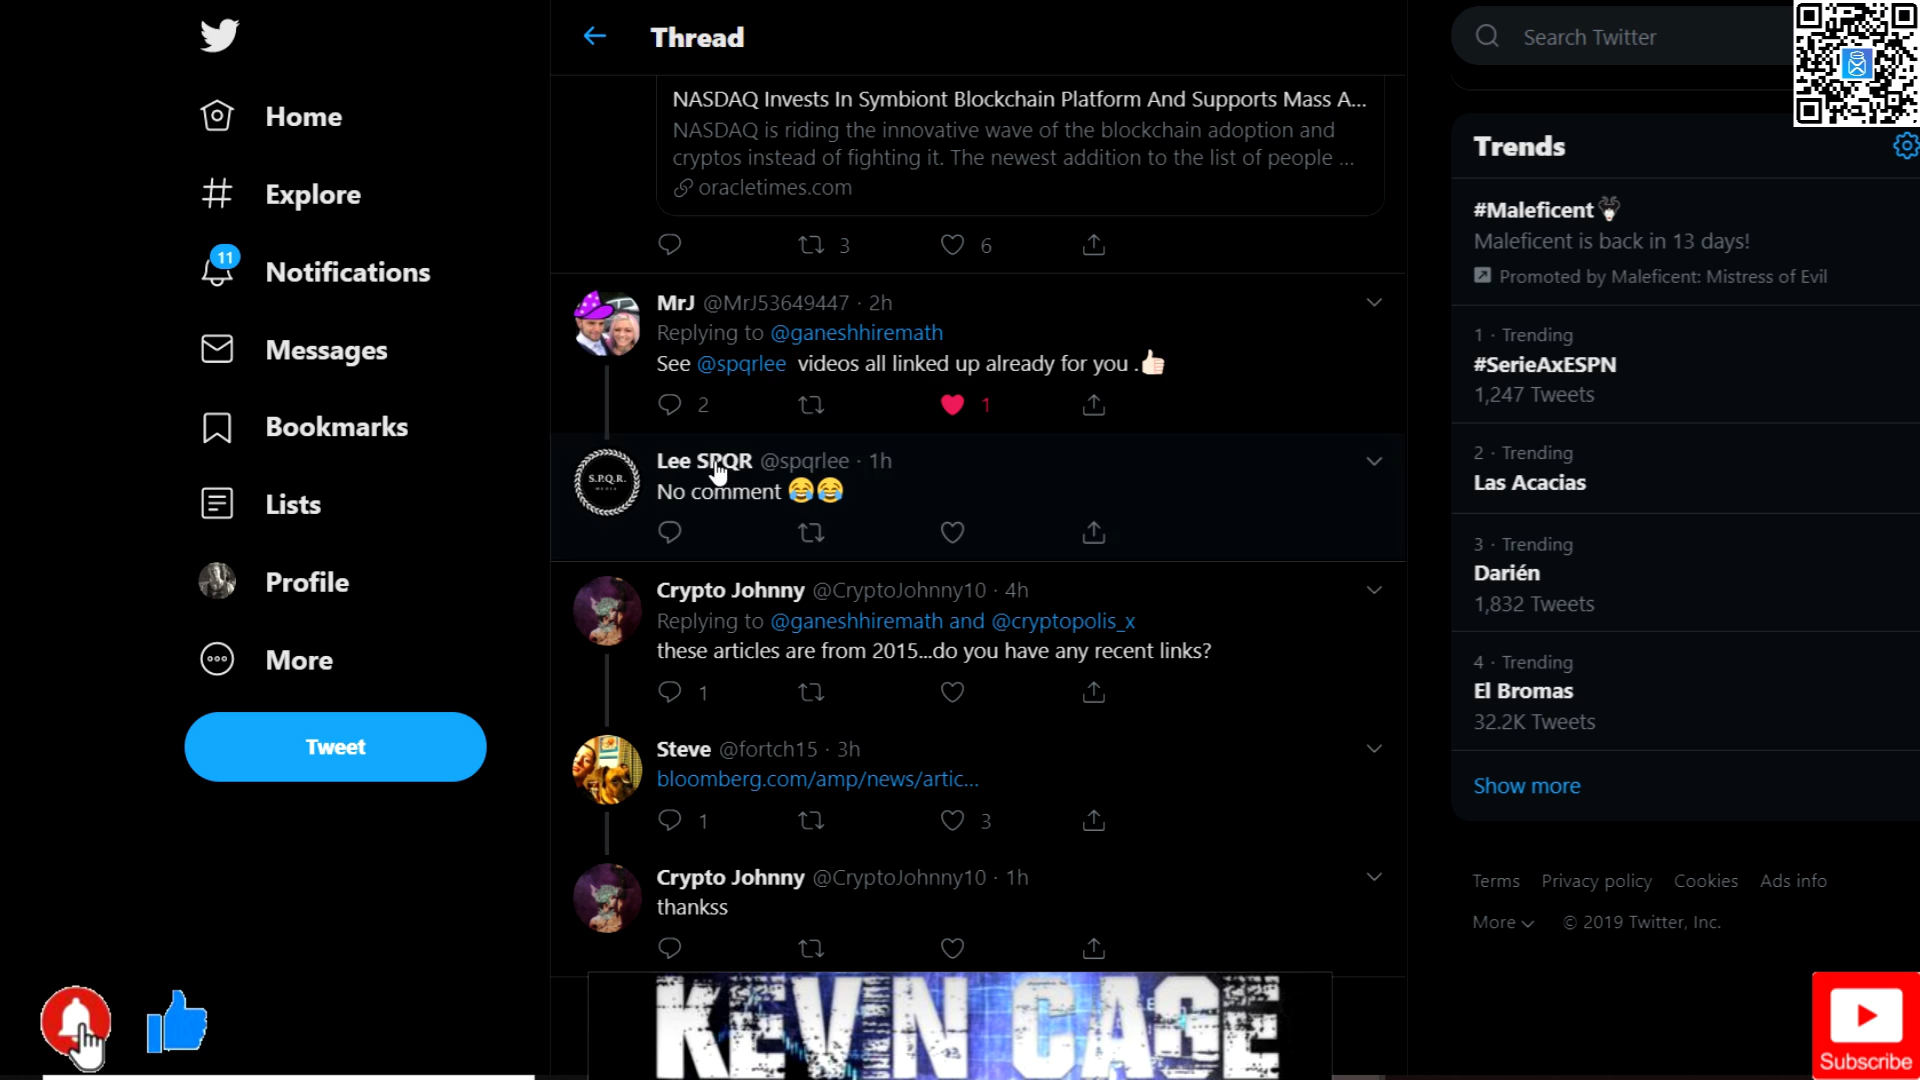 Home
Explore
11
Notifications
Messages
Bookmarks
Lists
Profile
More
Tweet
Thread
NASDAQ Invests In Symbiont Blockchain Platform And Supports Mass A...
NASDAQ is riding the innovative wave of the blockchain adoption and
cryptos instead of fighting it. The newest addition to the list of people ...
oracletimes.com
3 6
MrJ @MrJ53649447 · 2h
Replying to @ganeshhiremath
See @spqrlee videos all linked up already for you .👍🏻
2 1
S.P.Q.R.
MEDIA
Lee SPQR @spqrlee · 1h
No comment 😂😂
Crypto Johnny @CryptoJohnny10 · 4h
Replying to @ganeshhiremath and @cryptopolis_x
these articles are from 2015...do you have any recent links?
1
Steve @fortch15 · 3h
bloomberg.com/amp/news/artic...
1 3
Crypto Johnny @CryptoJohnny10 · 1h
thankss
KEVIN CAGE
Search Twitter
Trends
#Maleficent
Maleficent is back in 13 days!
Promoted by Maleficent: Mistress of Evil
1 · Trending
#SerieAxESPN
1,247 Tweets
2 · Trending
Las Acacias
3 · Trending
Darién
1,832 Tweets
4 · Trending
El Bromas
32.2K Tweets
Show more
Terms Privacy policy Cookies Ads info
More © 2019 Twitter, Inc.
Subscribe